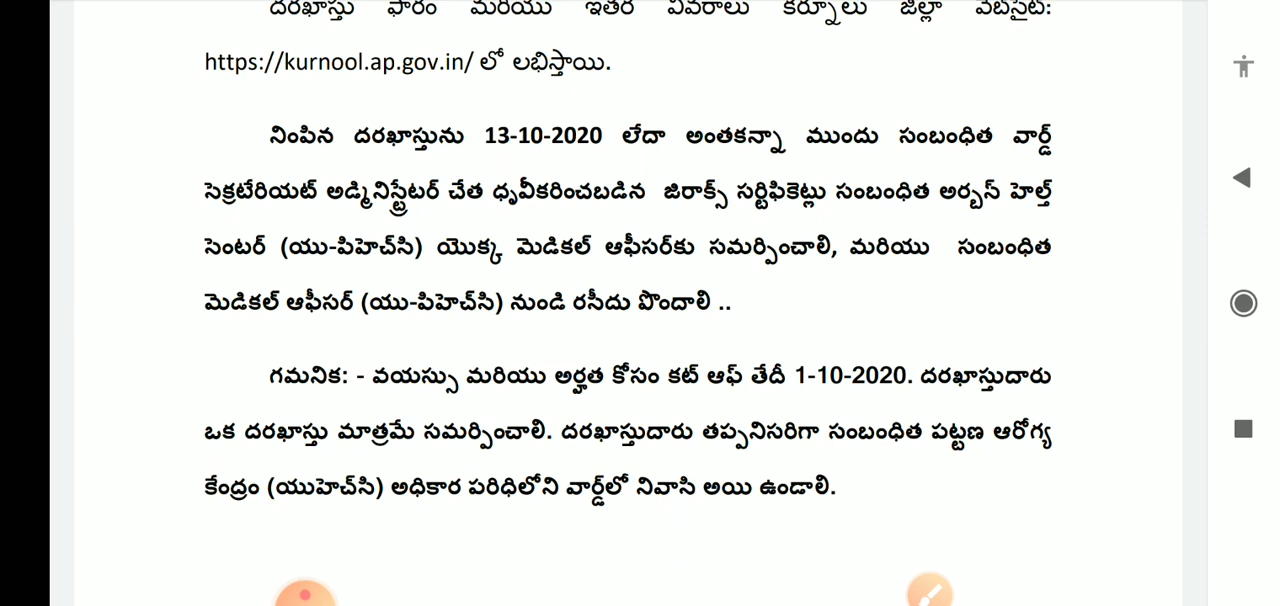 దరఖాస్తు ఫారం మరియు ఇతర వివరాలు కర్నూలు జిల్లా వెబ్‌సైట్:
https://kurnool.ap.gov.in/ లో లభిస్తాయి.
నింపిన దరఖాస్తును 13-10-2020 లేదా అంతకన్నా ముందు సంబంధిత వార్డ్
సెక్రటేరియట్ అడ్మినిస్ట్రేటర్ చేత ధృవీకరించబడిన జిరాక్స్ సర్టిఫికెట్లు సంబంధిత అర్బన్ హెల్త్
సెంటర్ (యు-పిహెచ్‌సి) యొక్క మెడికల్ ఆఫీసర్‌కు సమర్పించాలి, మరియు సంబంధిత
మెడికల్ ఆఫీసర్ (యు-పిహెచ్‌సి) నుండి రసీదు పొందాలి ..
గమనిక: - వయస్సు మరియు అర్హత కోసం కట్ ఆఫ్ తేదీ 1-10-2020. దరఖాస్తుదారు
ఒక దరఖాస్తు మాత్రమే సమర్పించాలి. దరఖాస్తుదారు తప్పనిసరిగా సంబంధిత పట్టణ ఆరోగ్య
కేంద్రం (యుహెచ్‌సి) అధికార పరిధిలోని వార్డ్‌లో నివాసి అయి ఉండాలి.